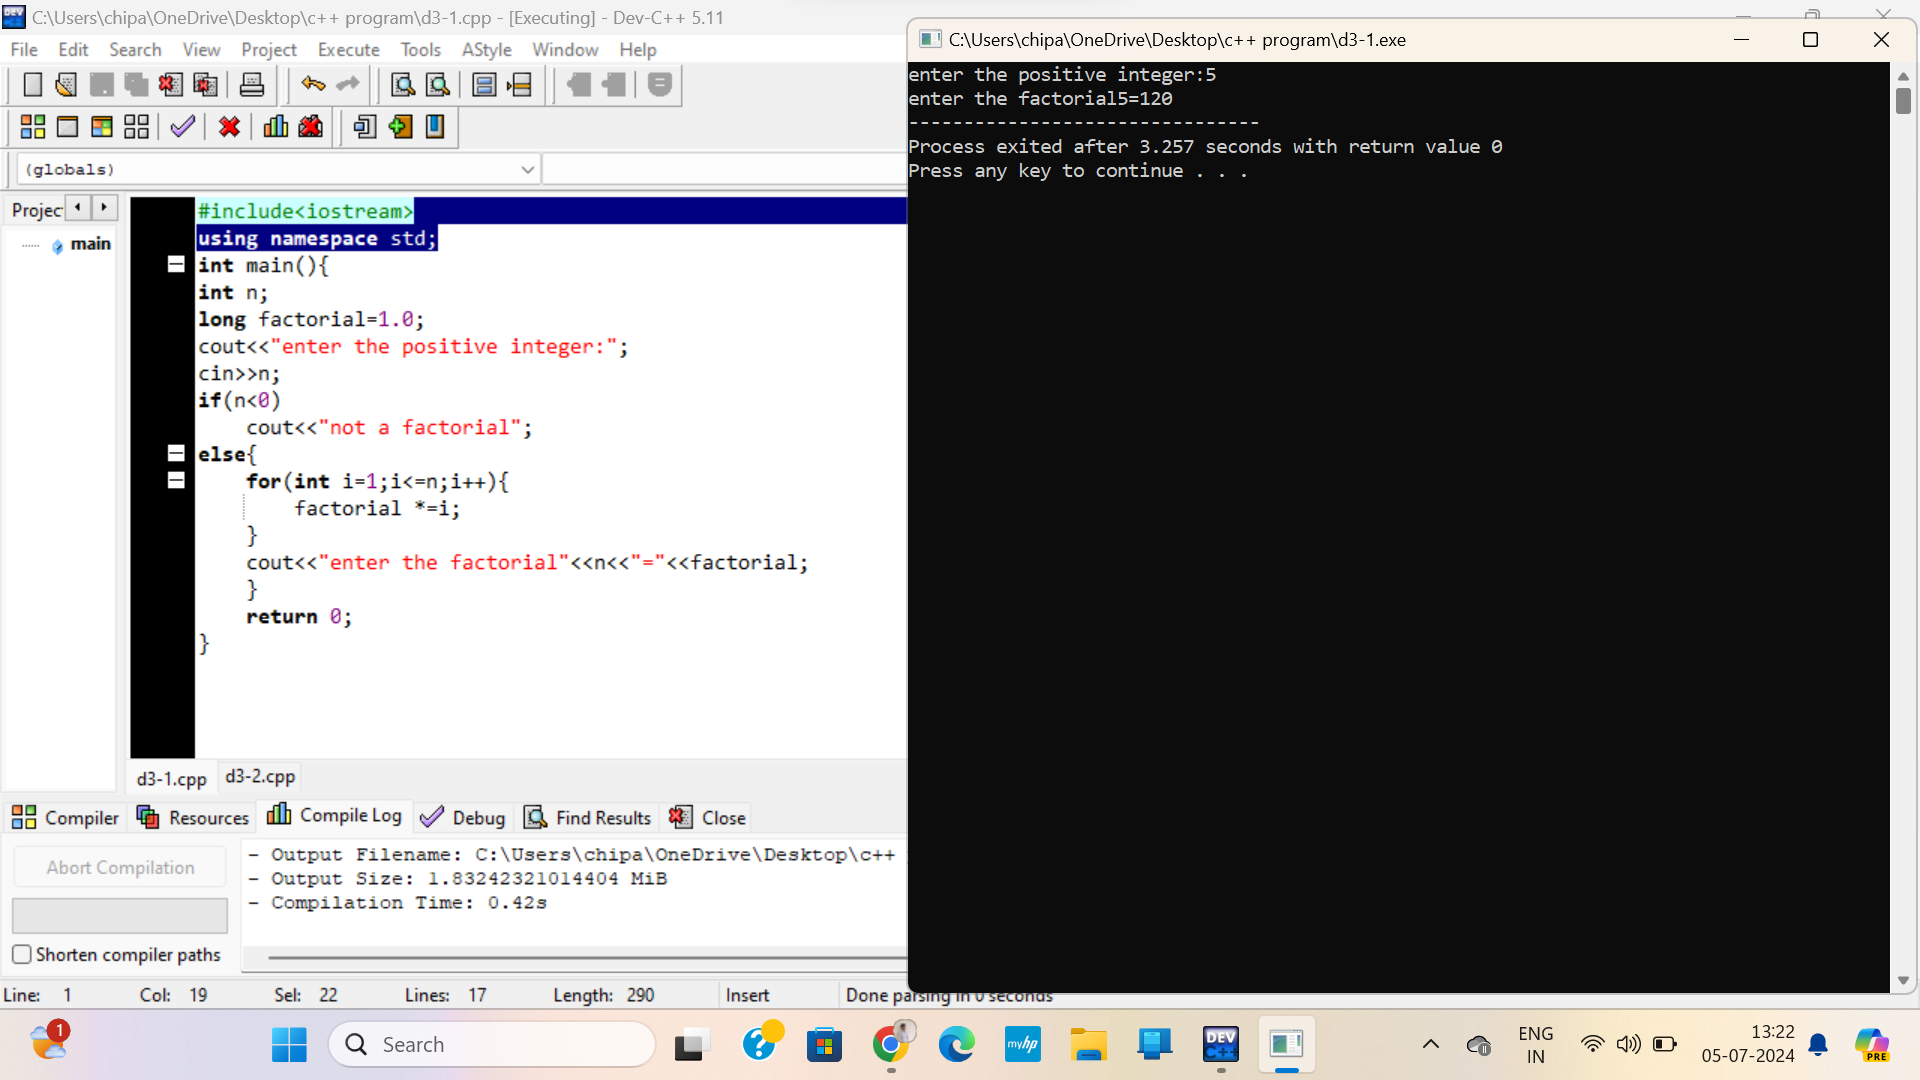 C:\Users\chipa\OneDrive\Desktop\c++ program\d3-1.cpp - [Executing] - Dev-C++ 5.11
File Edit Search View Project Execute Tools AStyle Window Help
(globals)
Projec
main
#include<iostream>
using namespace std;
int main(){
int n;
long factorial=1.0;
cout<<"enter the positive integer:";
cin>>n;
if(n<0)
cout<<"not a factorial";
else{
for(int i=1;i<=n;i++){
factorial *=i;
}
cout<<"enter the factorial"<<n<<"="<<factorial;
}
return 0;
}
d3-1.cpp d3-2.cpp
Compiler Resources Compile Log Debug Find Results Close
Abort Compilation
Shorten compiler paths
- Output Filename: C:\Users\chipa\OneDrive\Desktop\c++
- Output Size: 1.83242321014404 MiB
- Compilation Time: 0.42s
Line: 1 Col: 19 Sel: 22 Lines: 17 Length: 290 Insert Done parsing in 0 seconds
C:\Users\chipa\OneDrive\Desktop\c++ program\d3-1.exe
enter the positive integer:5
enter the factorial5=120
--------------------------------
Process exited after 3.257 seconds with return value 0
Press any key to continue . . .
1
Search
myhp
DEV C++
ENG
IN
13:22
05-07-2024
PRE